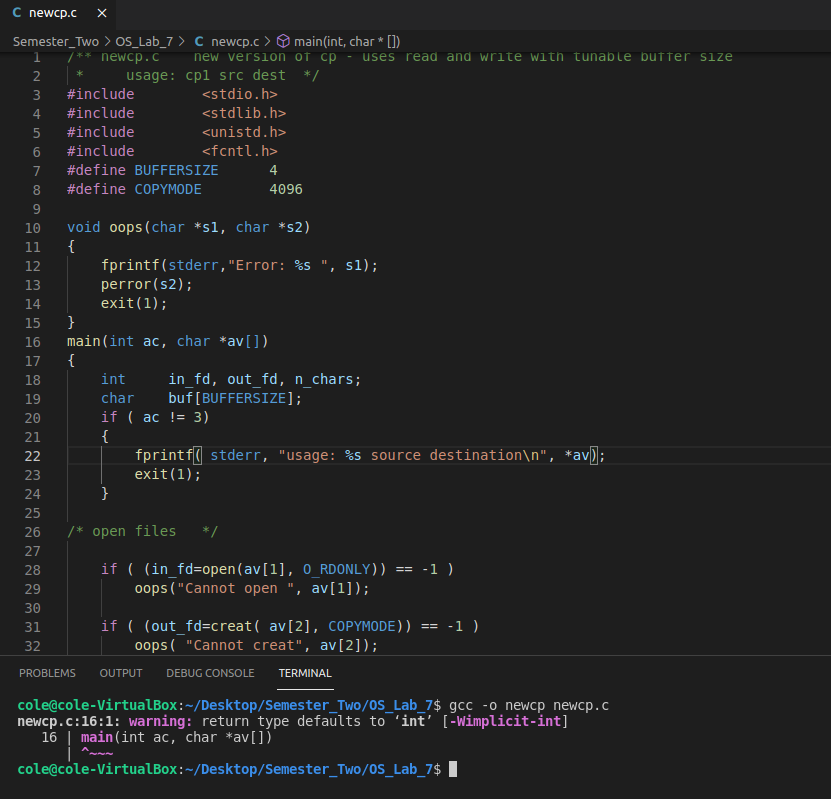 C newcp.c ×
Semester_Two > OS_Lab_7 > C newcp.c > main(int, char * [])
1 /** newcp.c    new version of cp - uses read and write with tunable buffer size
2  *     usage: cp1 src dest  */
3 #include        <stdio.h>
4 #include        <stdlib.h>
5 #include        <unistd.h>
6 #include        <fcntl.h>
7 #define BUFFERSIZE      4
8 #define COPYMODE        4096
9
10 void oops(char *s1, char *s2)
11 {
12     fprintf(stderr,"Error: %s ", s1);
13     perror(s2);
14     exit(1);
15 }
16 main(int ac, char *av[])
17 {
18     int     in_fd, out_fd, n_chars;
19     char    buf[BUFFERSIZE];
20     if ( ac != 3)
21     {
22         fprintf( stderr, "usage: %s source destination\n", *av);
23         exit(1);
24     }
25
26 /* open files   */
27
28     if ( (in_fd=open(av[1], O_RDONLY)) == -1 )
29         oops("Cannot open ", av[1]);
30
31     if ( (out_fd=creat( av[2], COPYMODE)) == -1 )
32         oops( "Cannot creat", av[2]);
PROBLEMS OUTPUT DEBUG CONSOLE TERMINAL
cole@cole-VirtualBox:~/Desktop/Semester_Two/OS_Lab_7$ gcc -o newcp newcp.c
newcp.c:16:1: warning: return type defaults to ‘int’ [-Wimplicit-int]
   16 | main(int ac, char *av[])
      | ^~~~
cole@cole-VirtualBox:~/Desktop/Semester_Two/OS_Lab_7$